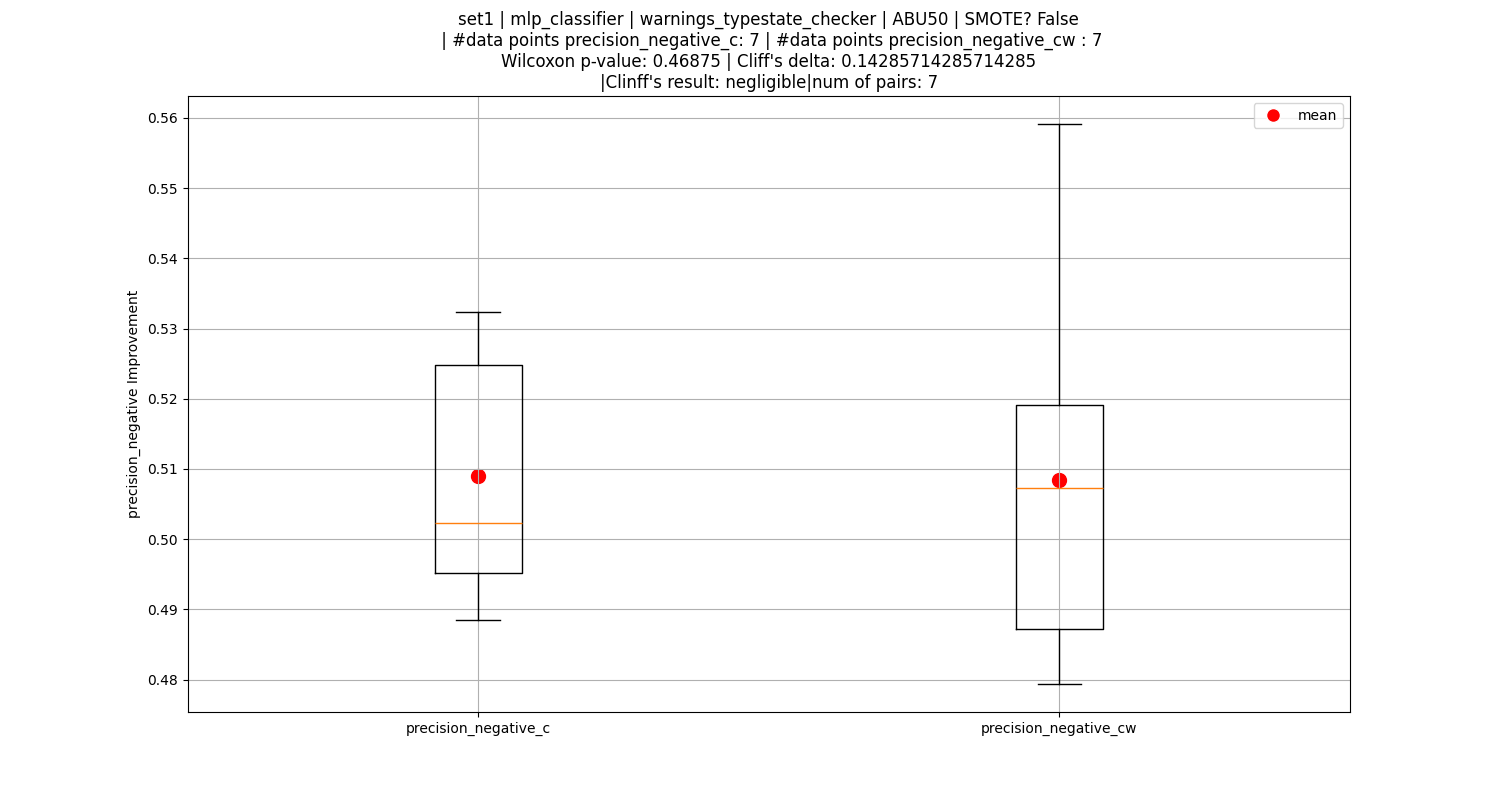 set1 | mlp_classifier | warnings_typestate_checker | ABU50 | SMOTE? False
| #data points precision_negative_c: 7 | #data points precision_negative_cw : 7
Wilcoxon p-value: 0.46875 | Cliff's delta: 0.14285714285714285
|Clinff's result: negligible|num of pairs: 7
mean
precision_negative Improvement
0.56
0.55
0.54
0.53
0.52
0.51
0.50
0.49
0.48
precision_negative_c
precision_negative_cw